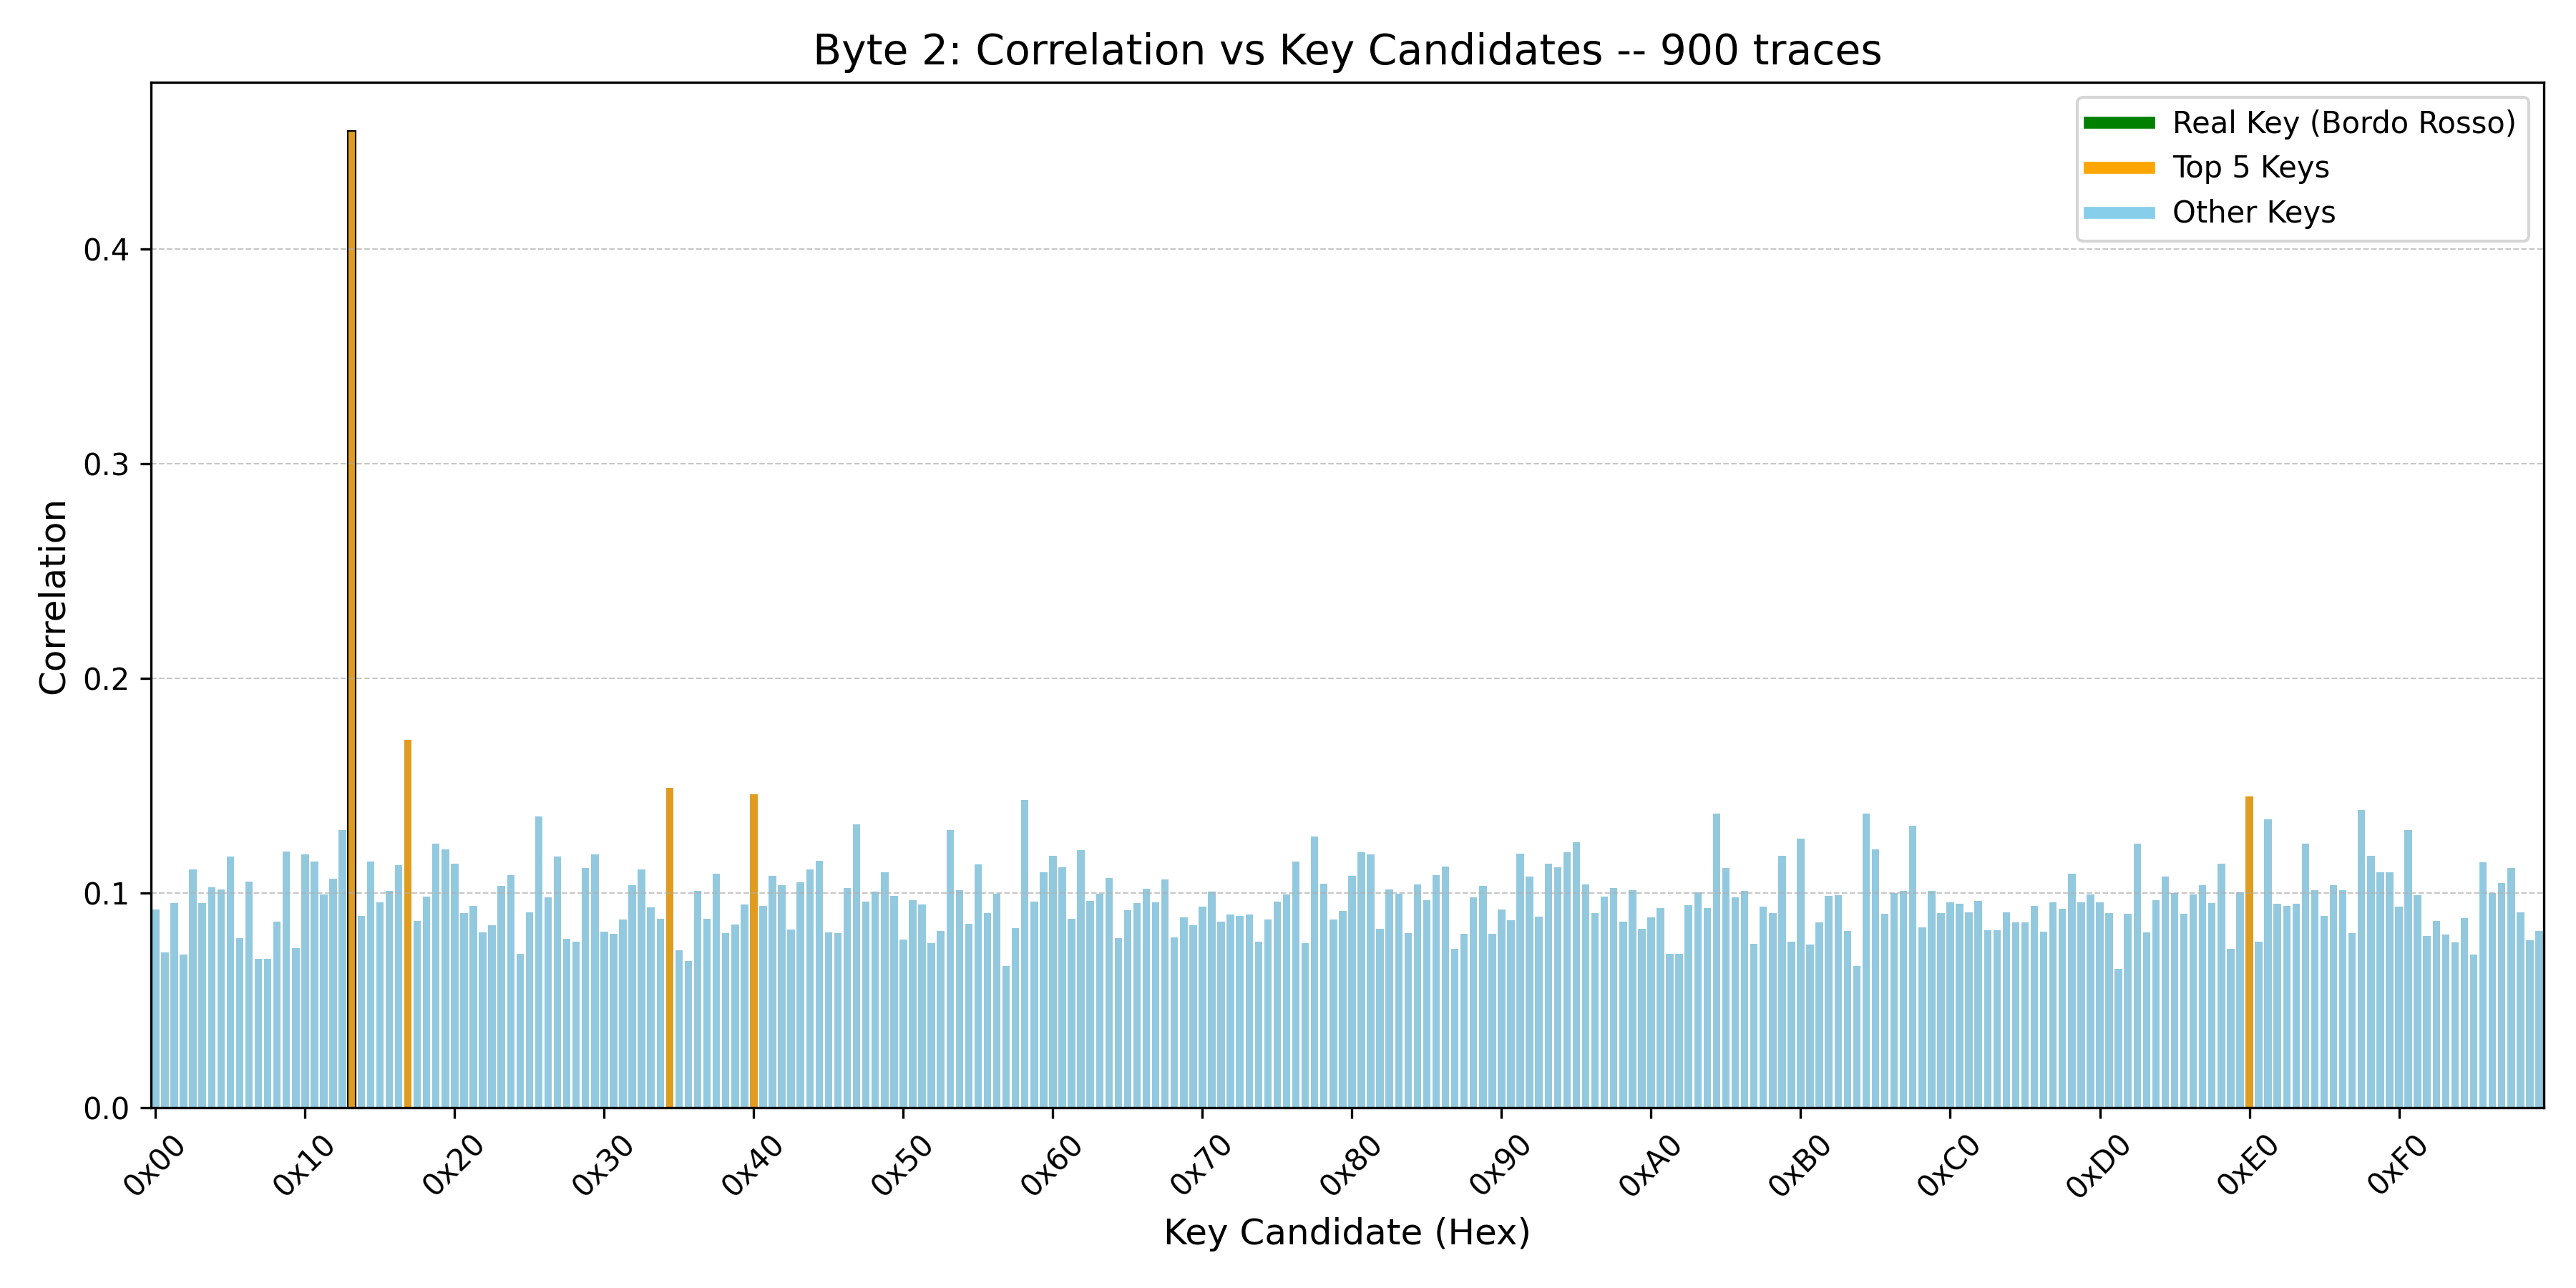 Byte 2: Correlation vs Key Candidates -- 900 traces
Real Key (Bordo Rosso)
Top 5 Keys
Other Keys
Correlation
0.4
0.3
0.2
0.1
0.0
0x00 0x10 0x20 0x30 0x40 0x50 0x60 0x70 0x80 0x90 0xA0 0xB0 0xC0 0xD0 0xE0 0xF0
Key Candidate (Hex)